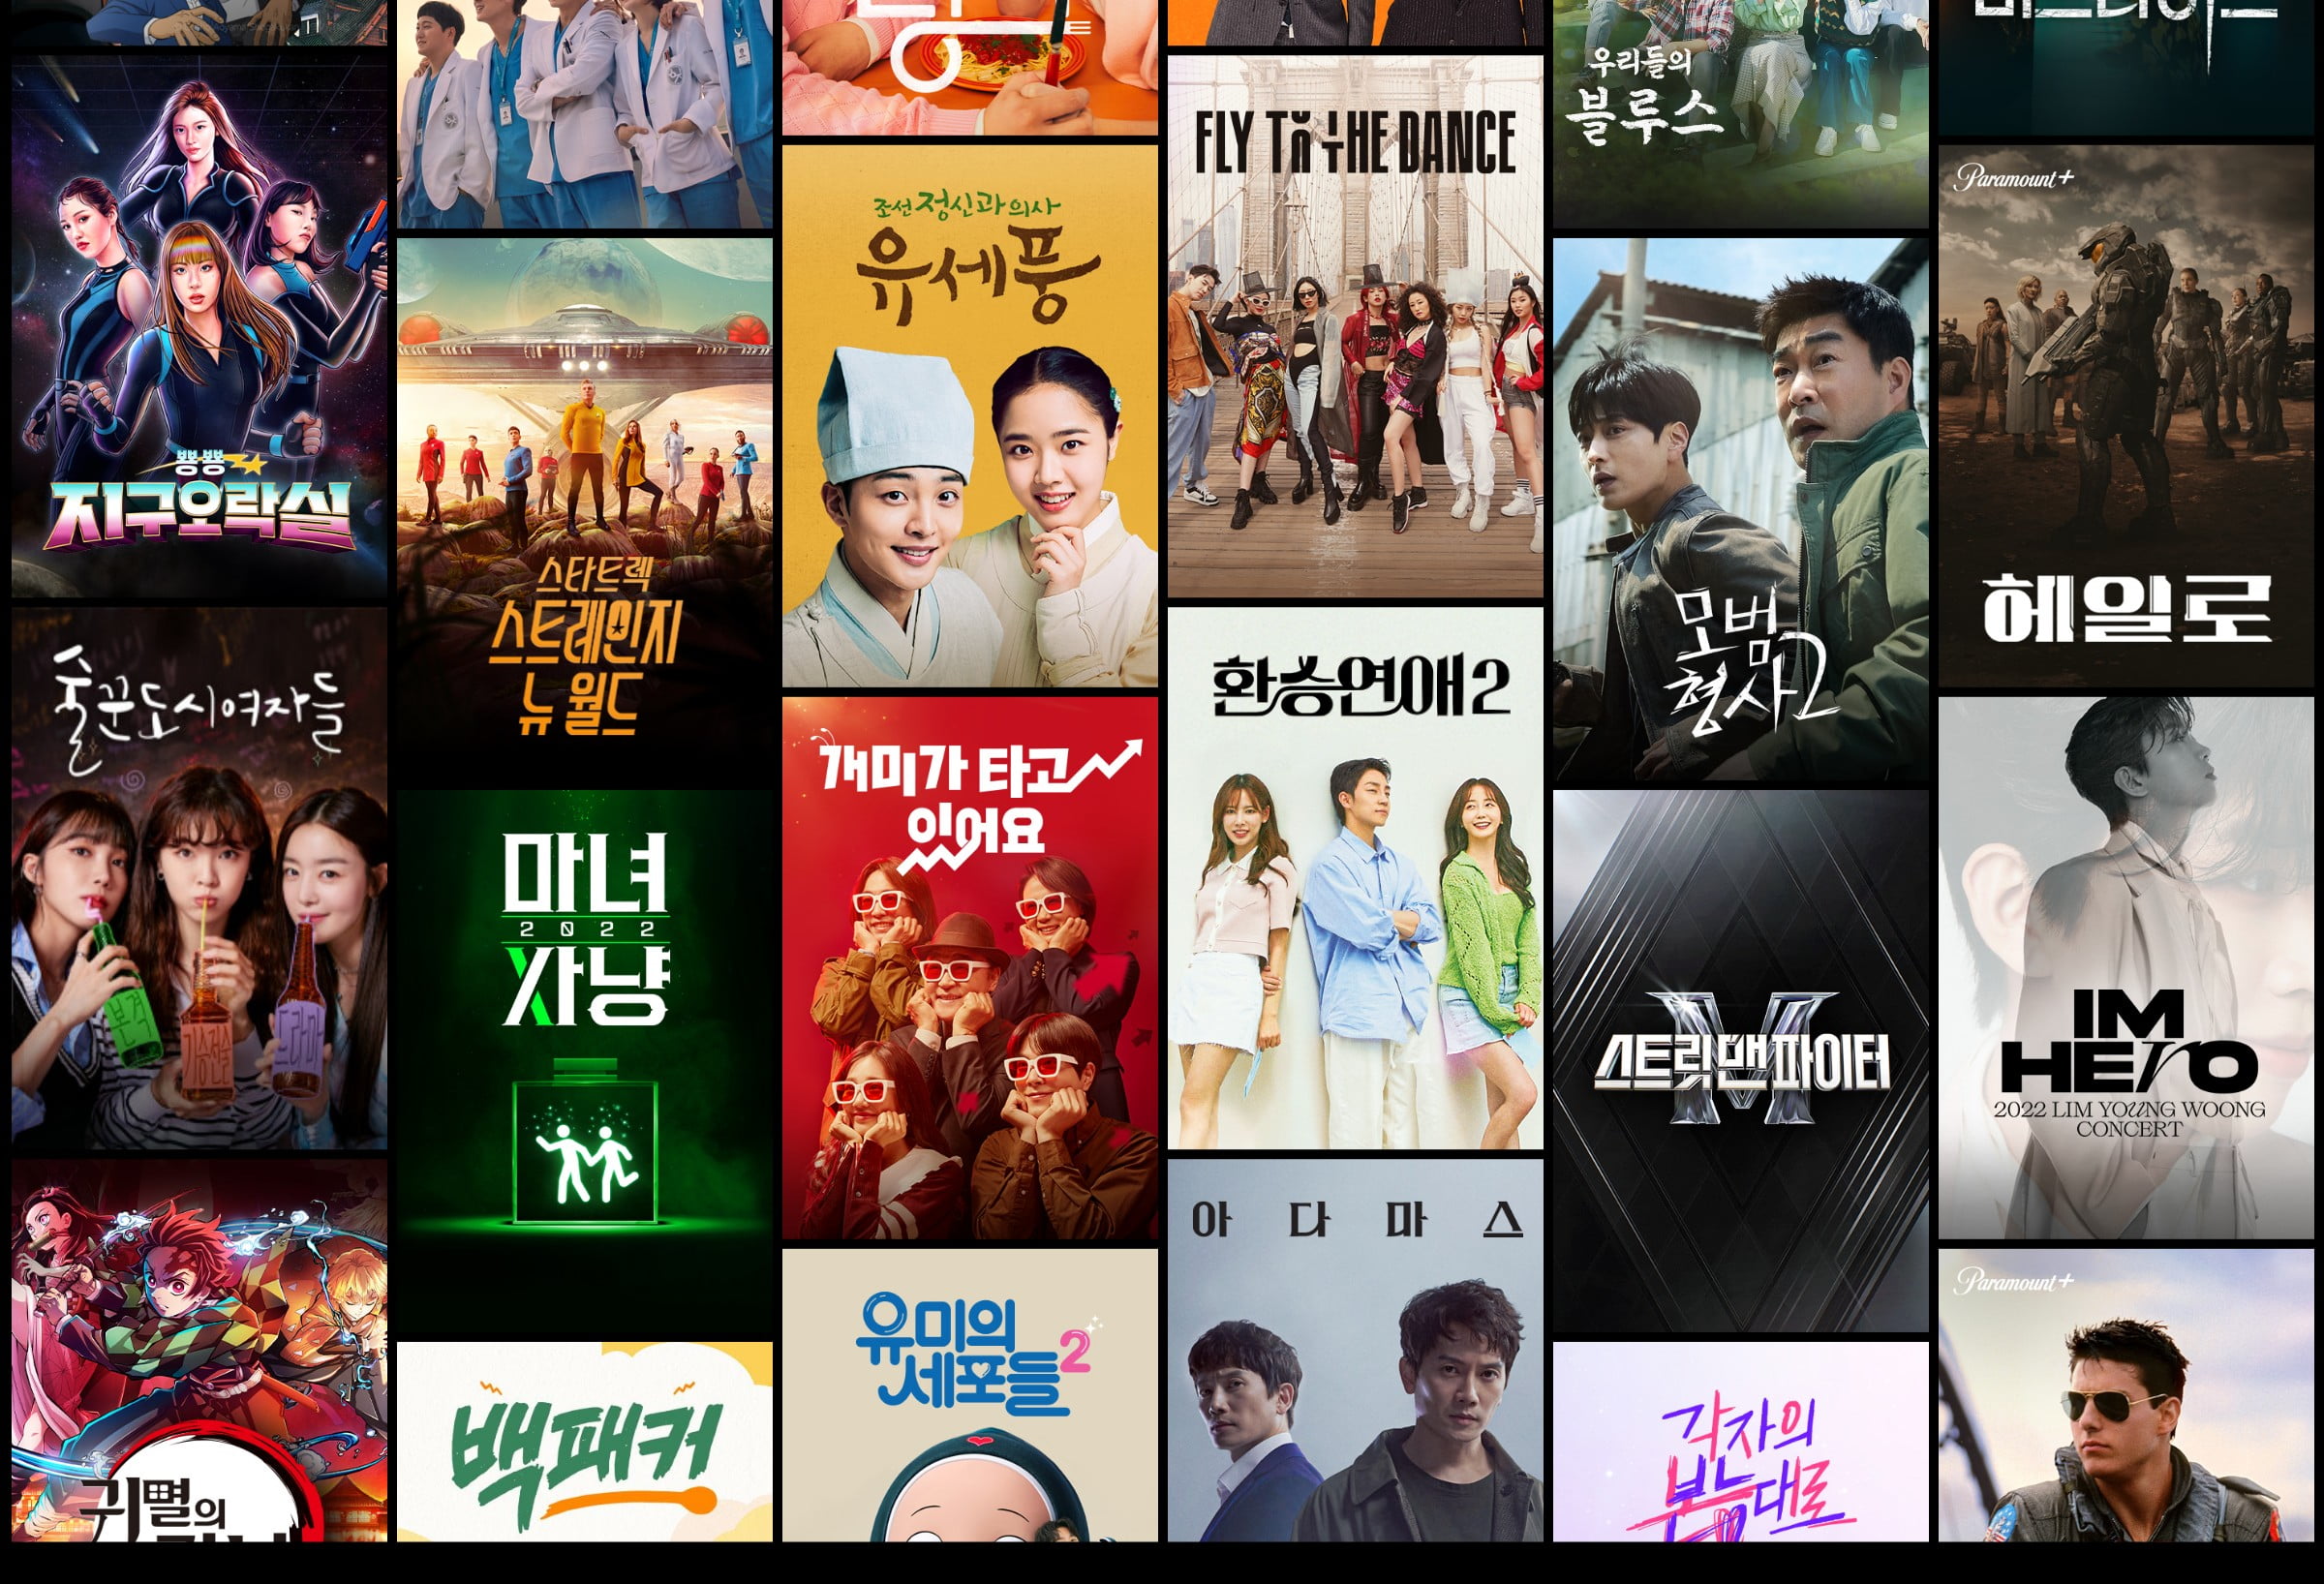 뿅뿅
지구오락실
술꾼도시여자들
본격
기승전술
드라마
귀멸의
스타트렉
스트레인지
뉴 월드
마녀
2022
사냥
백패커
조선정신과의사
유세풍
개미가 타고
있어요
유미의
세포들2
FLY TO THE DANCE
환승연애2
아다마스
우리들의
블루스
모범
형사2
스트릿맨파이터
M
각자의
본능대로
Paramount+
헤일로
IM
HERO
2022 LIM YOUNG WOONG
CONCERT
Paramount+